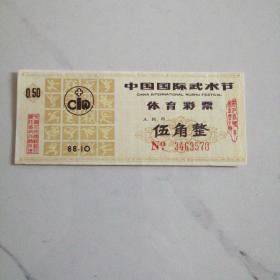 0.50
中国国际武术节
CHINA INTERNATIONAL WUSHU FESTIVAL
体育彩票
人民币
伍角整
88·10
№ 3463570